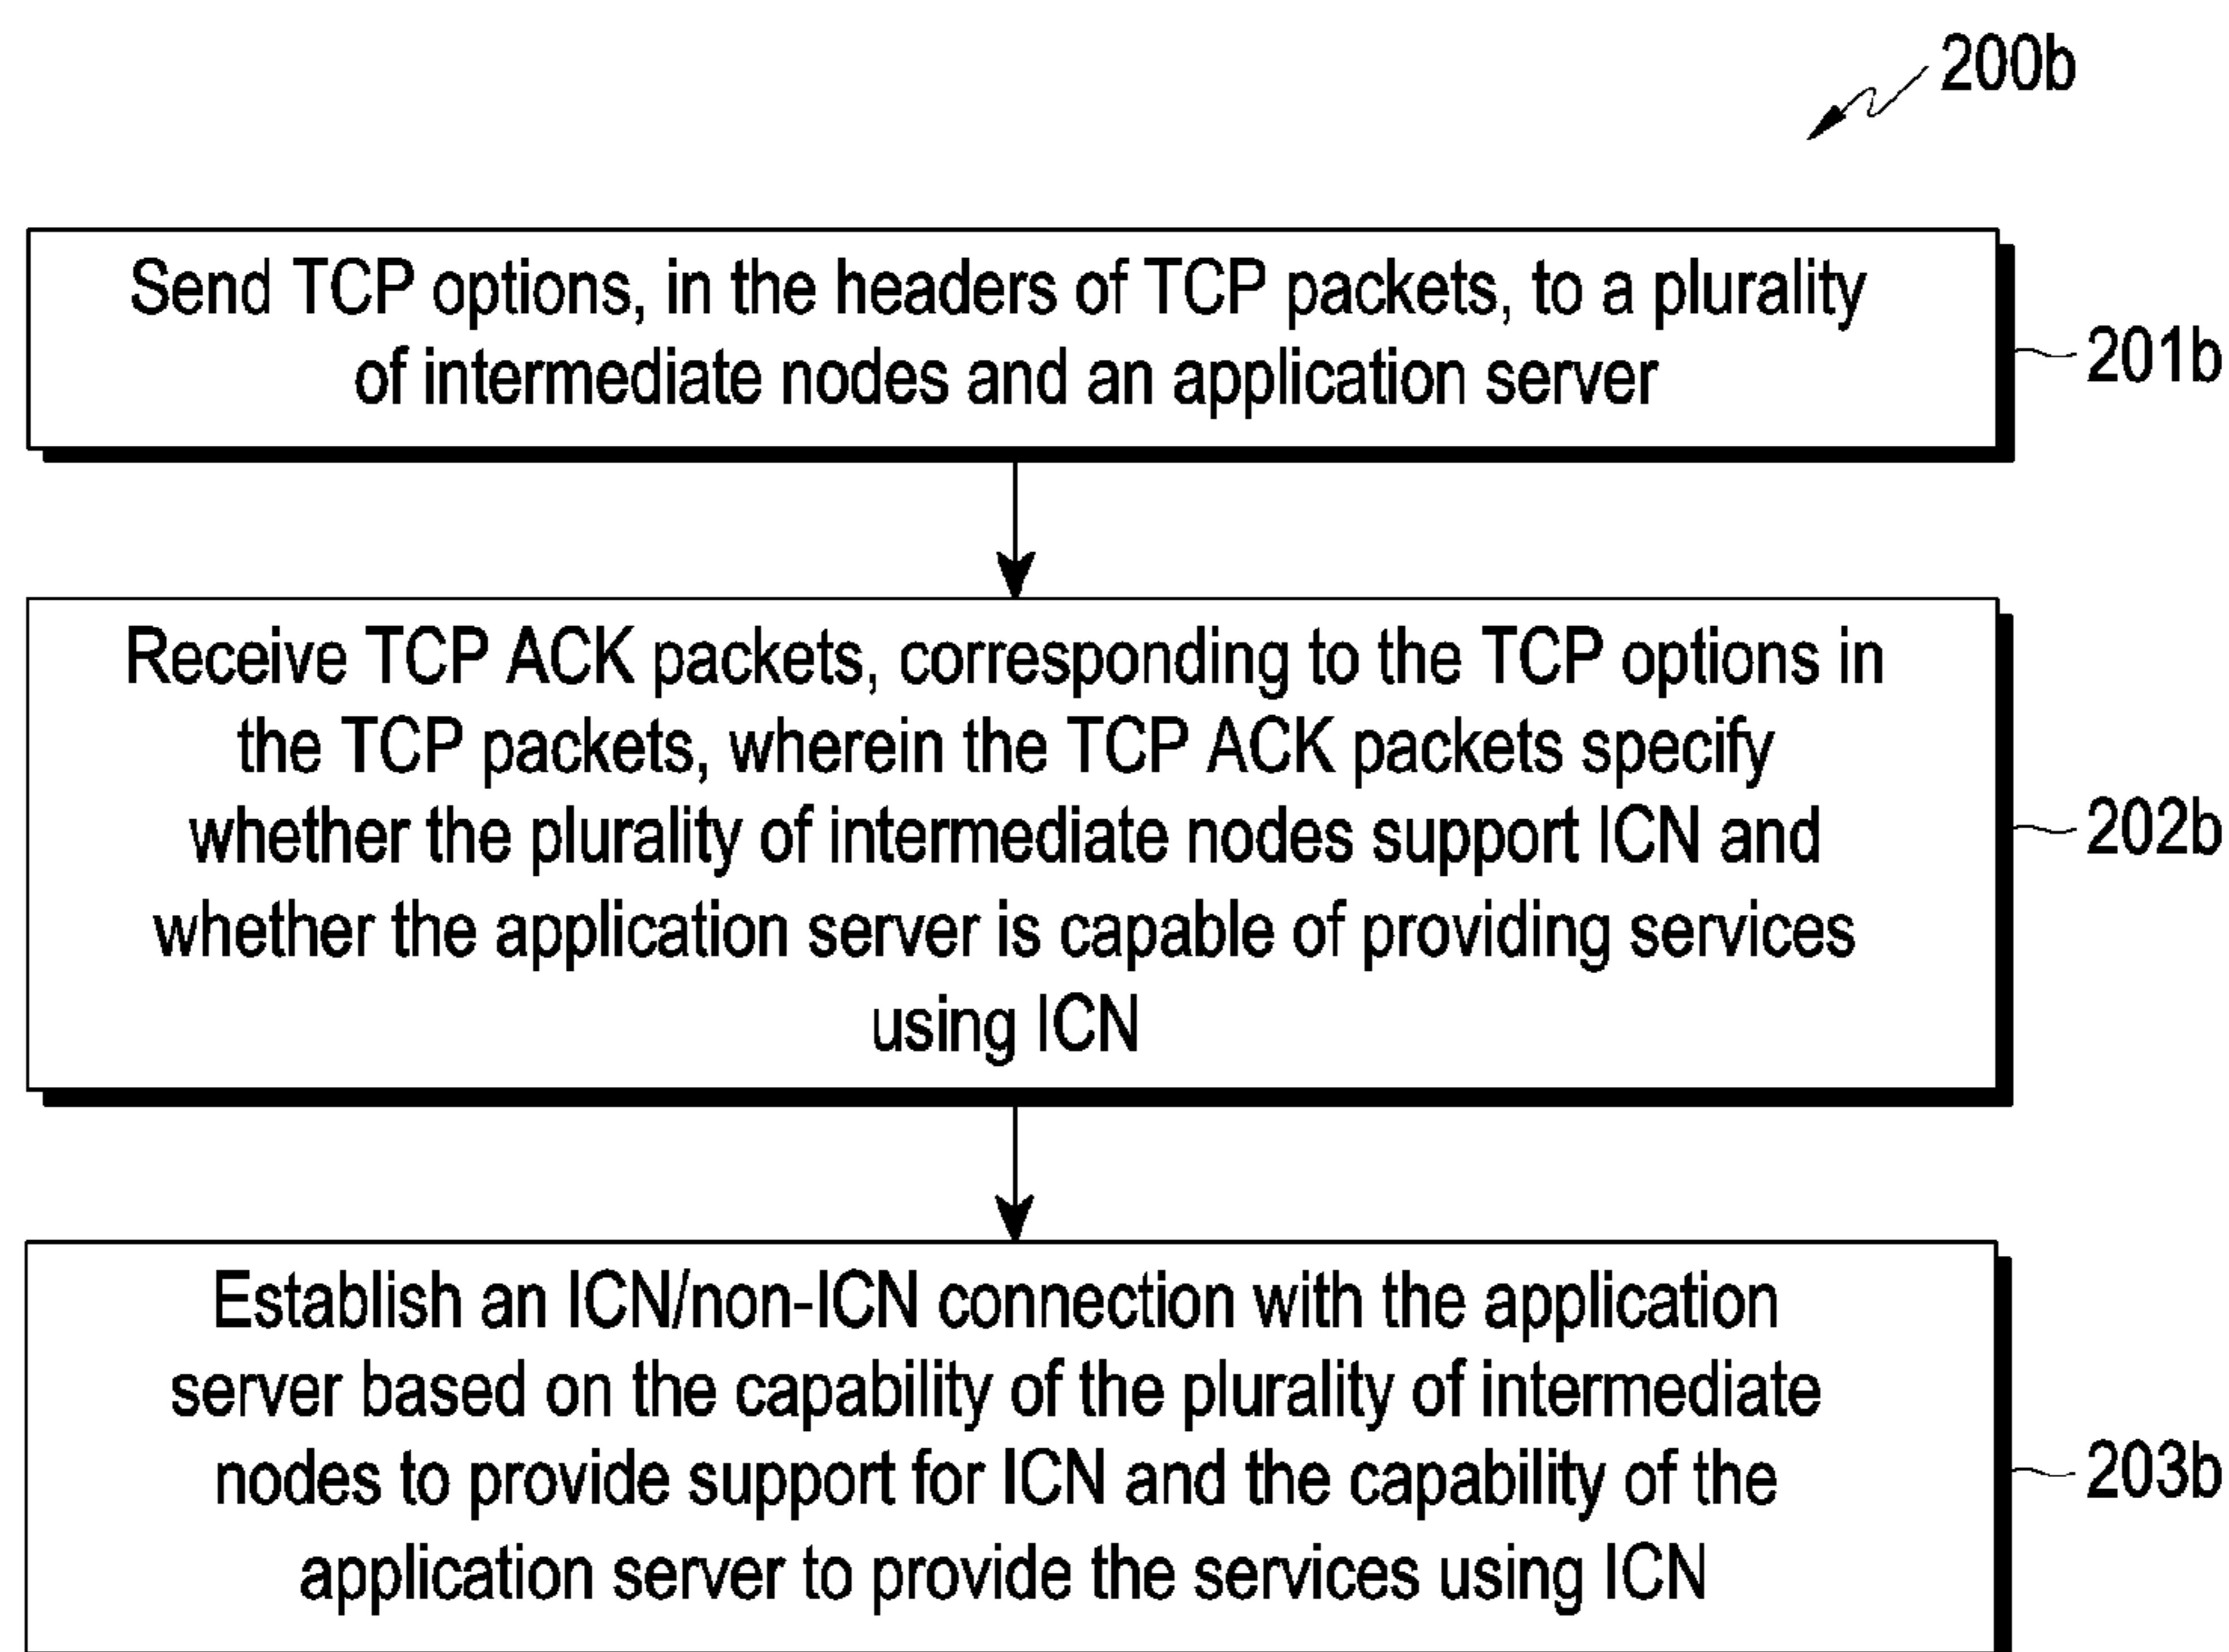 200b
Send TCP options, in the headers of TCP packets, to a plurality
of intermediate nodes and an application server
201b
Receive TCP ACK packets, corresponding to the TCP options in
the TCP packets, wherein the TCP ACK packets specify
whether the plurality of intermediate nodes support ICN and
whether the application server is capable of providing services
using ICN
202b
Establish an ICN/non-ICN connection with the application
server based on the capability of the plurality of intermediate
nodes to provide support for ICN and the capability of the
application server to provide the services using ICN
203b